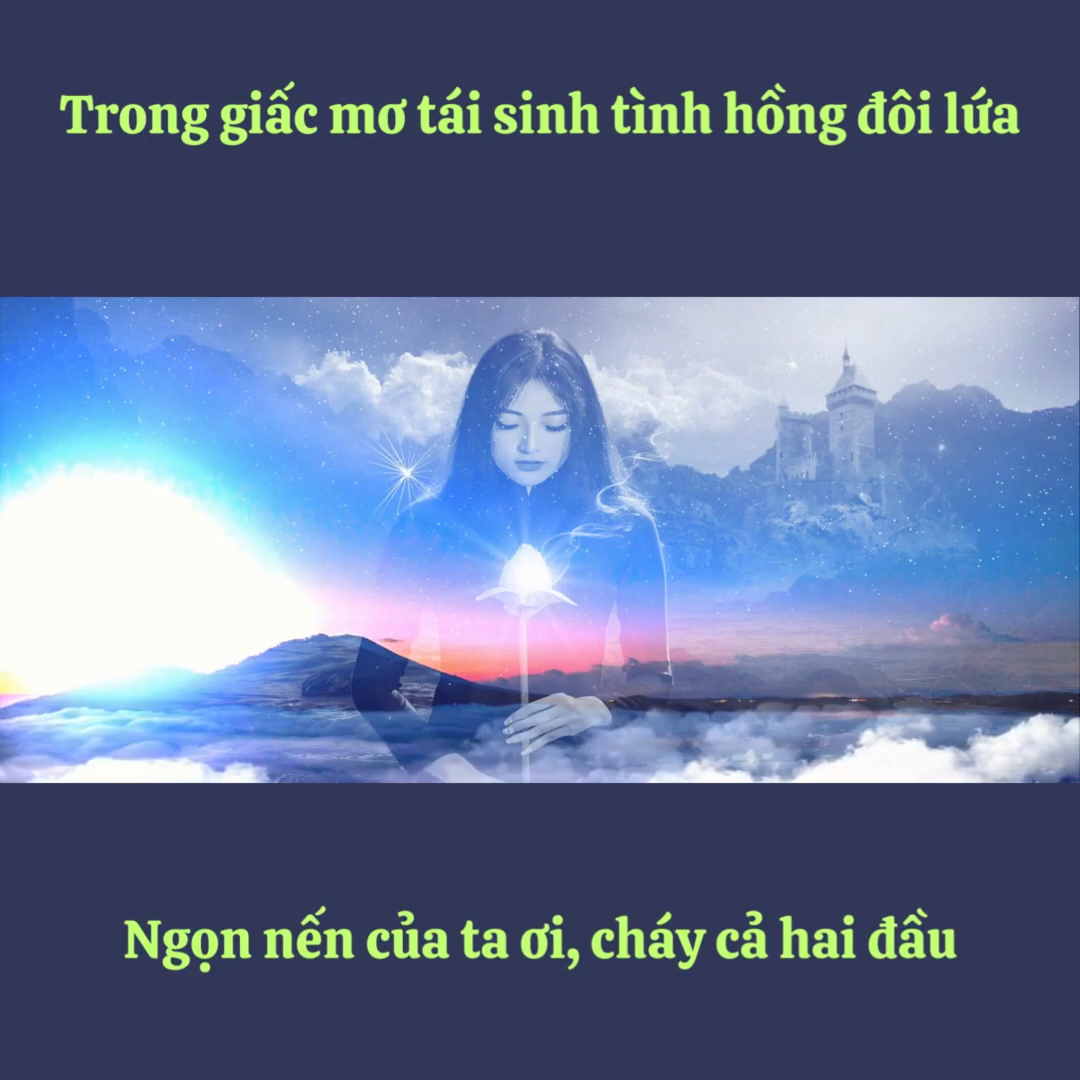 Trong giấc mơ tái sinh tình hồng đôi lứa
Ngọn nến của ta ơi, cháy cả hai đầu